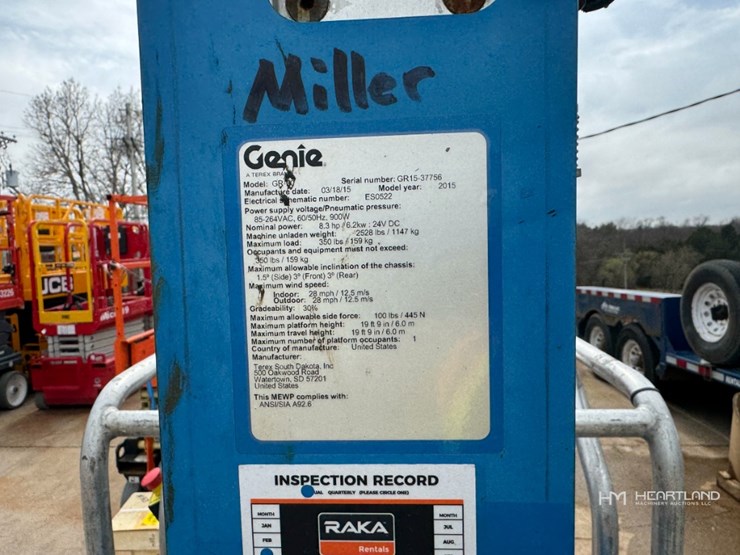 Miller
Genie
A TEREX BRAND
Model: GR Serial number: GR15-37756
Manufacture date: 03/18/15 Model year: 2015
Electrical schematic number: ES0522
Power supply voltage/Pneumatic pressure:
85-264VAC, 60/50Hz, 900W
Nominal power: 8.3 hp / 6.2kw : 24V DC
Machine unladen weight: 2528 lbs / 1147 kg
Maximum load: 350 lbs / 159 kg
Occupants and equipment must not exceed:
350 lbs / 159 kg
Maximum allowable inclination of the chassis:
1.5° (Side) 3° (Front) 3° (Rear)
Maximum wind speed:
Indoor: 28 mph / 12.5 m/s
Outdoor: 28 mph / 12.5 m/s
Gradeability: 30%
Maximum allowable side force: 100 lbs / 445 N
Maximum platform height: 19 ft 9 in / 6.0 m
Maximum travel height: 19 ft 9 in / 6.0 m
Maximum number of platform occupants: 1
Country of manufacture: United States
Manufacturer:
Terex South Dakota, Inc
500 Oakwood Road
Watertown, SD 57201
United States
This MEWP complies with:
ANSI/SIA A92.6
JCB
INSPECTION RECORD
UAL QUARTERLY (PLEASE CIRCLE ONE)
MONTH MONTH
JAN JUL
FEB AUG
RAKA
Rentals
HM HEARTLAND
MACHINERY AUCTIONS LLC